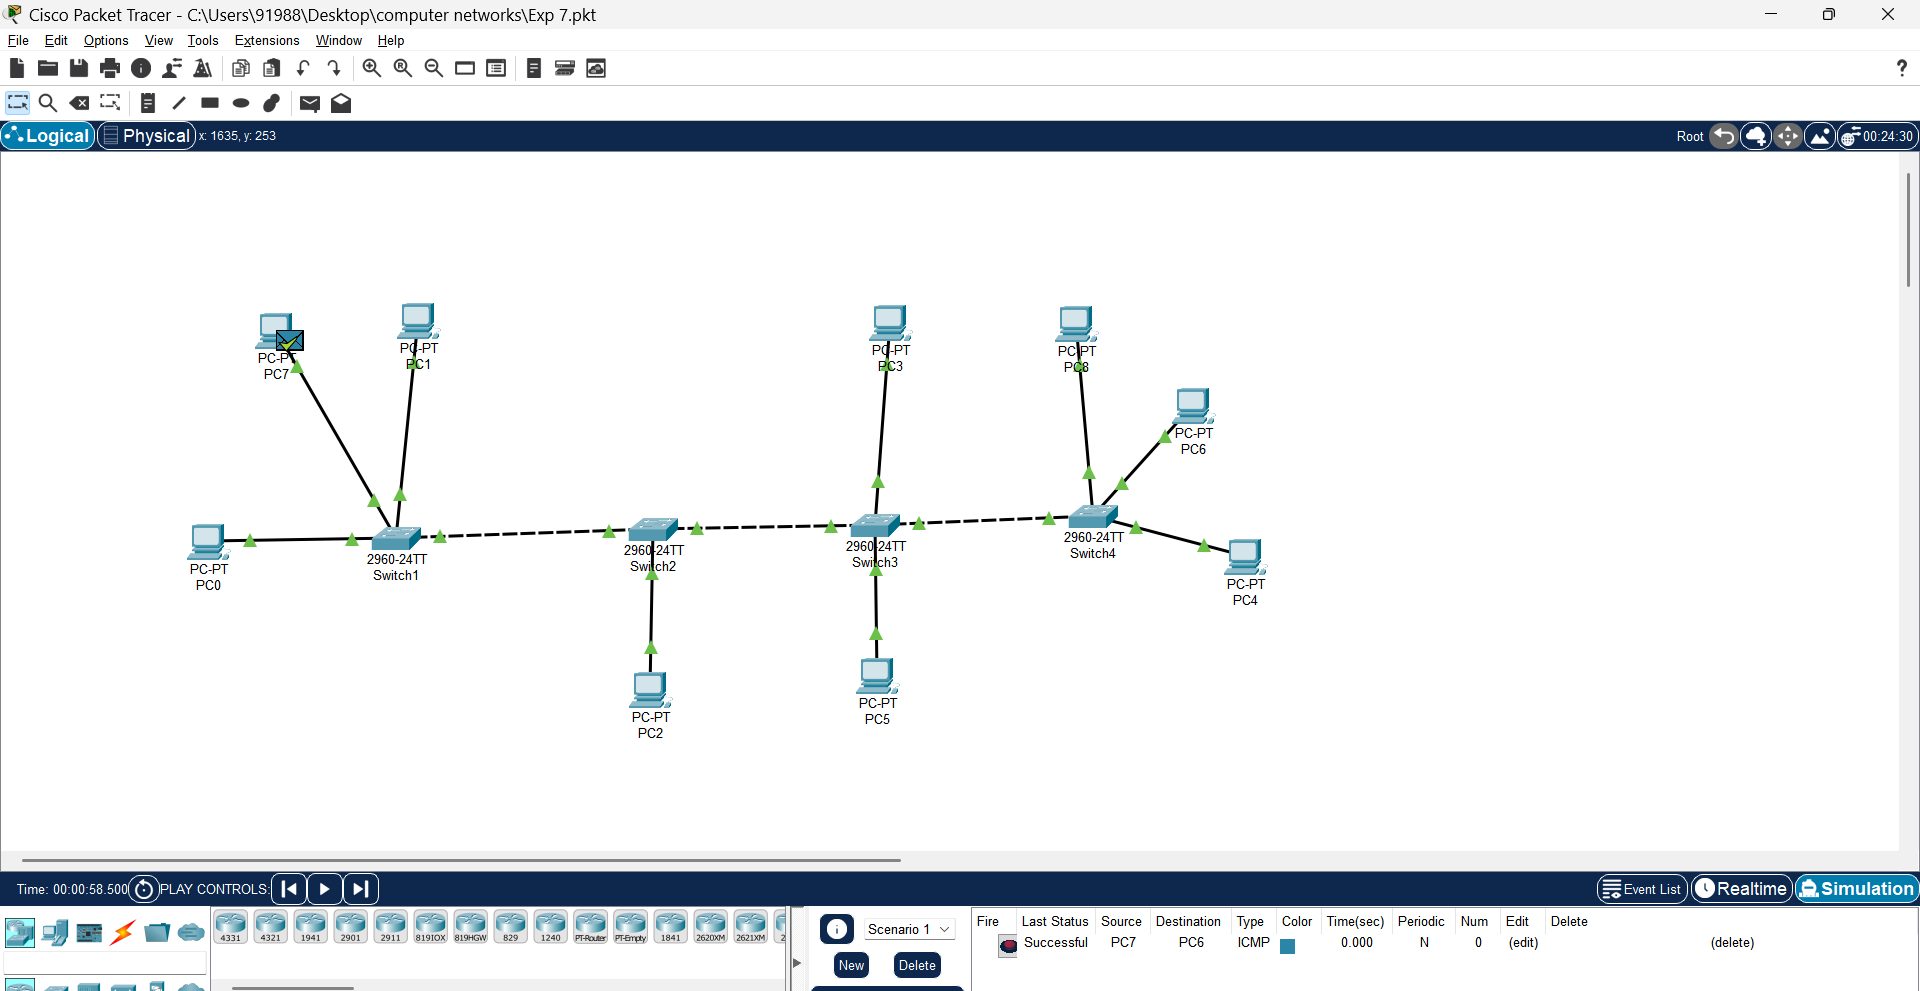 Cisco Packet Tracer - C:\Users\91988\Desktop\computer networks\Exp 7.pkt
File Edit Options View Tools Extensions Window Help
?
Logical Physical x: 1635, y: 253 Root 00:24:30
PC-PT
PC7
PC-PT
PC1
PC-PT
PC3
PC-PT
PC8
PC-PT
PC6
PC-PT
PC0
2960-24TT
Switch1
2960-24TT
Switch2
2960-24TT
Switch3
2960-24TT
Switch4
PC-PT
PC4
PC-PT
PC2
PC-PT
PC5
Time: 00:00:58.500 PLAY CONTROLS: Event List Realtime Simulation
4331 4321 1941 2901 2911 819IOX 819HGW 829 1240 PT-Router PT-Empty 1841 2620XM 2621XM 2
Scenario 1
New Delete
Fire Last Status Source Destination Type Color Time(sec) Periodic Num Edit Delete
Successful PC7 PC6 ICMP 0.000 N 0 (edit) (delete)